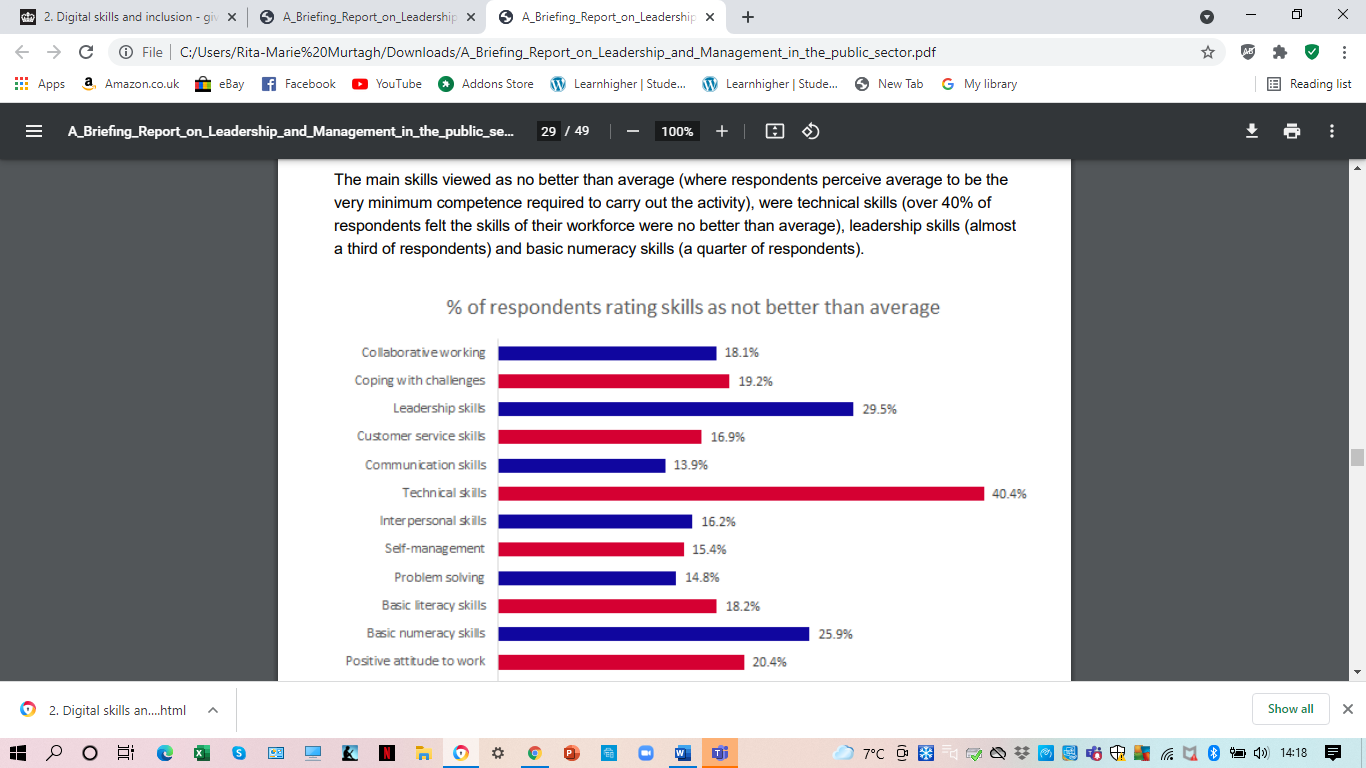 2. Digital skills and inclusion - giv
A_Briefing_Report_on_Leadership
A_Briefing_Report_on_Leadership
File | C:/Users/Rita-Marie%20Murtagh/Downloads/A_Briefing_Report_on_Leadership_and_Management_in_the_public_sector.pdf
Apps Amazon.co.uk eBay Facebook YouTube Addons Store Learnhigher | Stude... Learnhigher | Stude... New Tab My library Reading list
A_Briefing_Report_on_Leadership_and_Management_in_the_public_se... 29 / 49 100%
The main skills viewed as no better than average (where respondents perceive average to be the
very minimum competence required to carry out the activity), were technical skills (over 40% of
respondents felt the skills of their workforce were no better than average), leadership skills (almost
a third of respondents) and basic numeracy skills (a quarter of respondents).
% of respondents rating skills as not better than average
Collaborative working 18.1%
Coping with challenges 19.2%
Leadership skills 29.5%
Customer service skills 16.9%
Communication skills 13.9%
Technical skills 40.4%
Interpersonal skills 16.2%
Self-management 15.4%
Problem solving 14.8%
Basic literacy skills 18.2%
Basic numeracy skills 25.9%
Positive attitude to work 20.4%
2. Digital skills an....html Show all
7°C 14:18